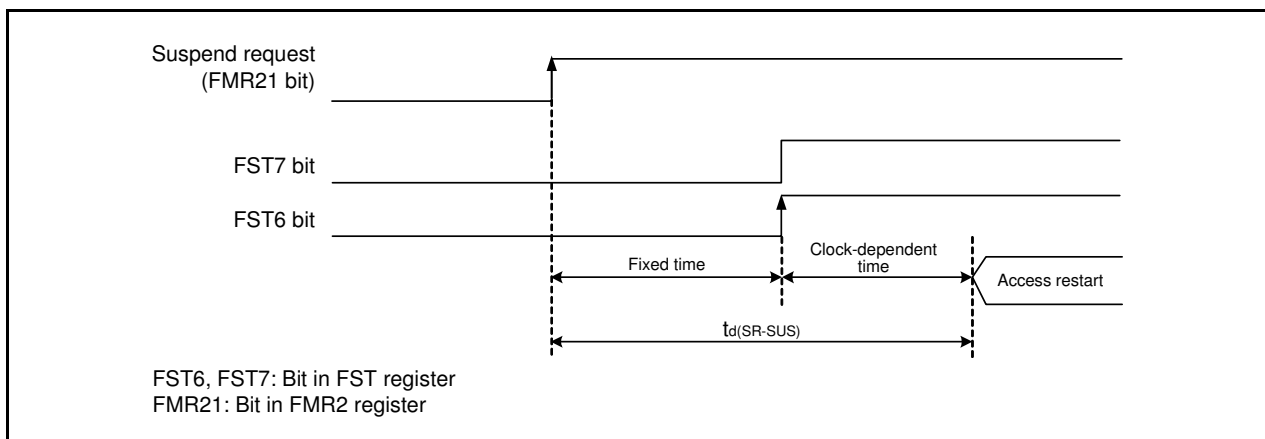 Suspend request
(FMR21 bit)
FST7 bit
FST6 bit
Fixed time
Clock-dependent
time
Access restart
td(SR-SUS)
FST6, FST7: Bit in FST register
FMR21: Bit in FMR2 register